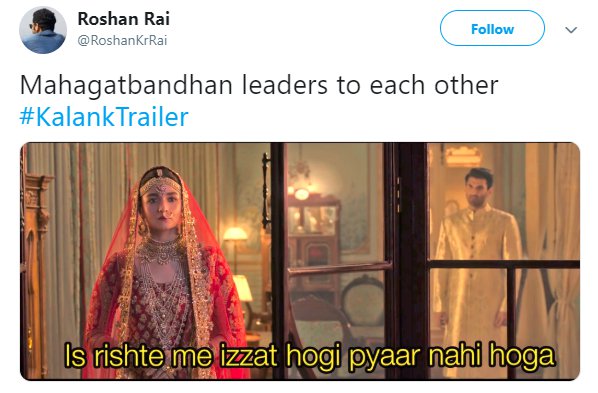 Roshan Rai
@RoshanKrRai
Follow
Mahagatbandhan leaders to each other
#KalankTrailer
Is rishte me izzat hogi pyaar nahi hoga